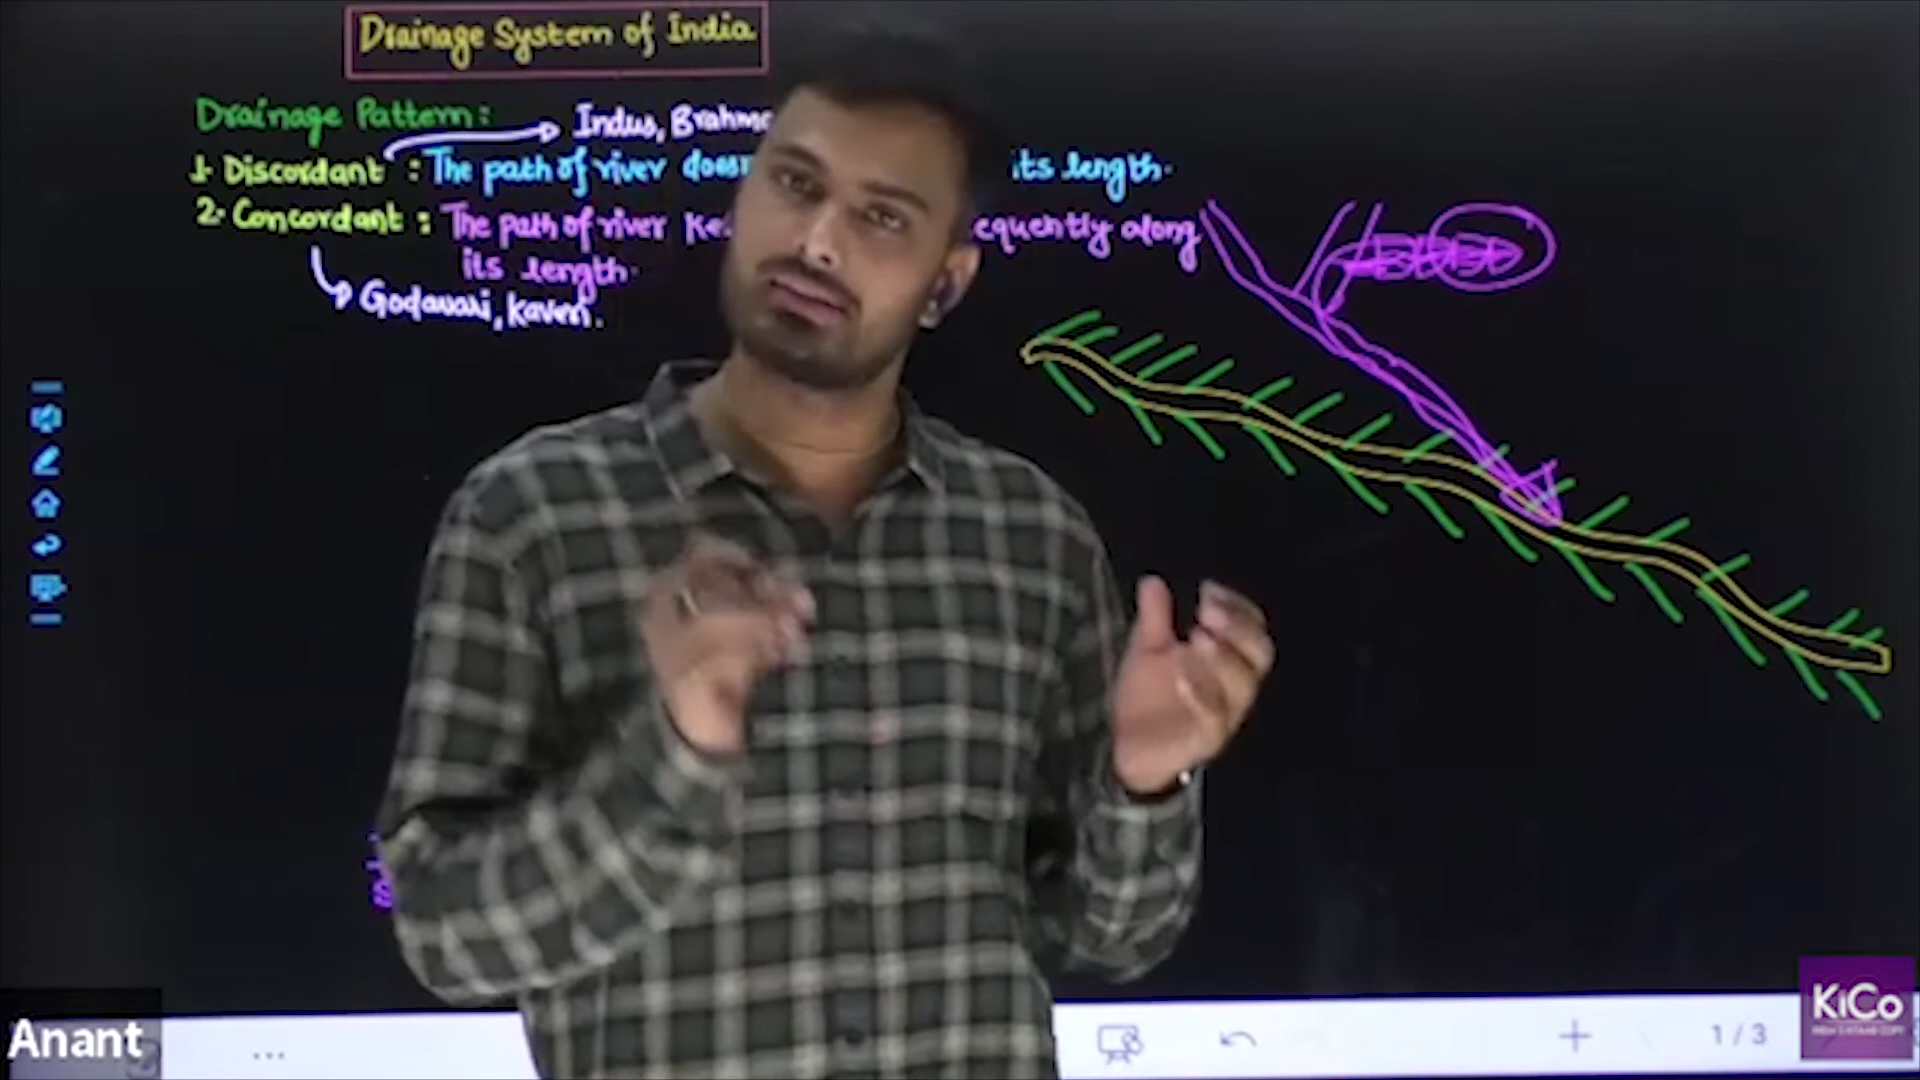 Drainage System of India
Drainage Pattern :
Indus, Brahm
1. Discordant : The path of river does its length.
2. Concordant : The path of river Ke equently along
its length.
Godavari, Kaveri.
Anant
...
1 / 3
KiCo